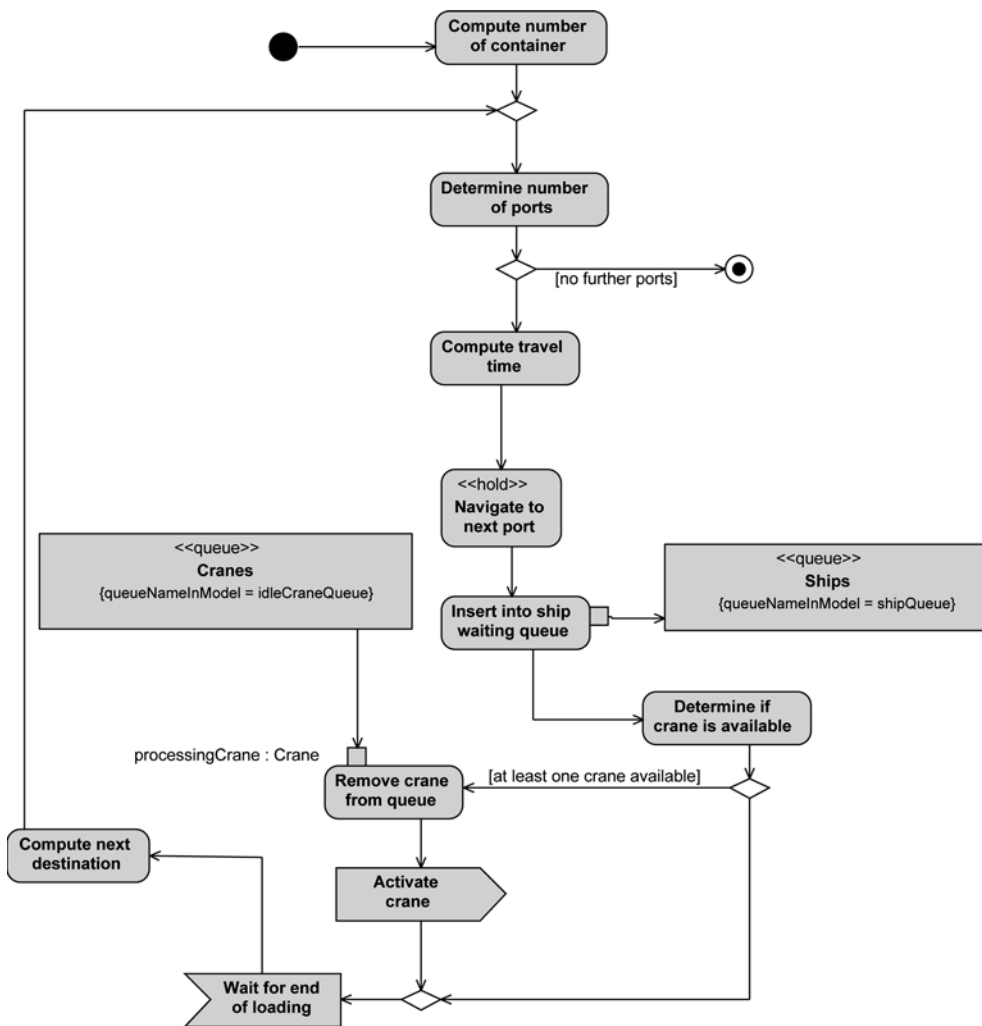 Compute number
of container
Determine number
of ports
[no further ports]
Compute travel
time
<<hold>>
Navigate to
next port
<<queue>>
Cranes
{queueNameInModel = idleCraneQueue}
<<queue>>
Ships
{queueNameInModel = shipQueue}
Insert into ship
waiting queue
Determine if
crane is available
processingCrane : Crane
[at least one crane available]
Remove crane
from queue
Compute next
destination
Activate
crane
Wait for end
of loading